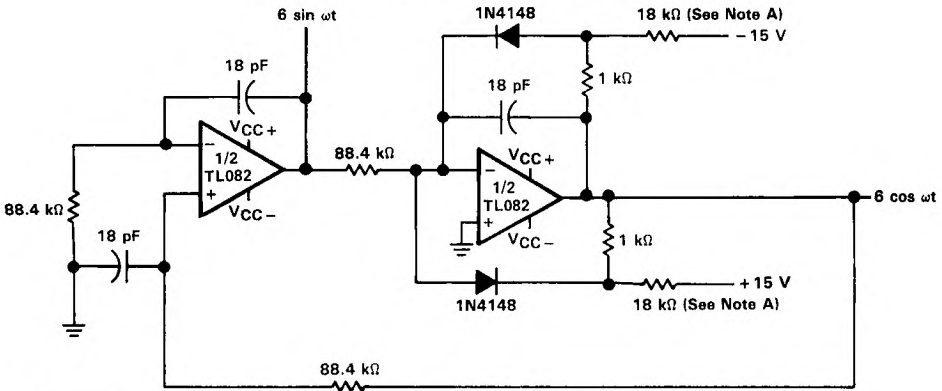 6 sin ωt
1N4148
18 kΩ (See Note A)
−15 V
1 kΩ
18 pF
18 pF
VCC+
−
1/2
TL082
+
VCC−
88.4 kΩ
VCC+
−
1/2
TL082
+
VCC−
6 cos ωt
88.4 kΩ
18 pF
1 kΩ
1N4148
+15 V
18 kΩ (See Note A)
88.4 kΩ